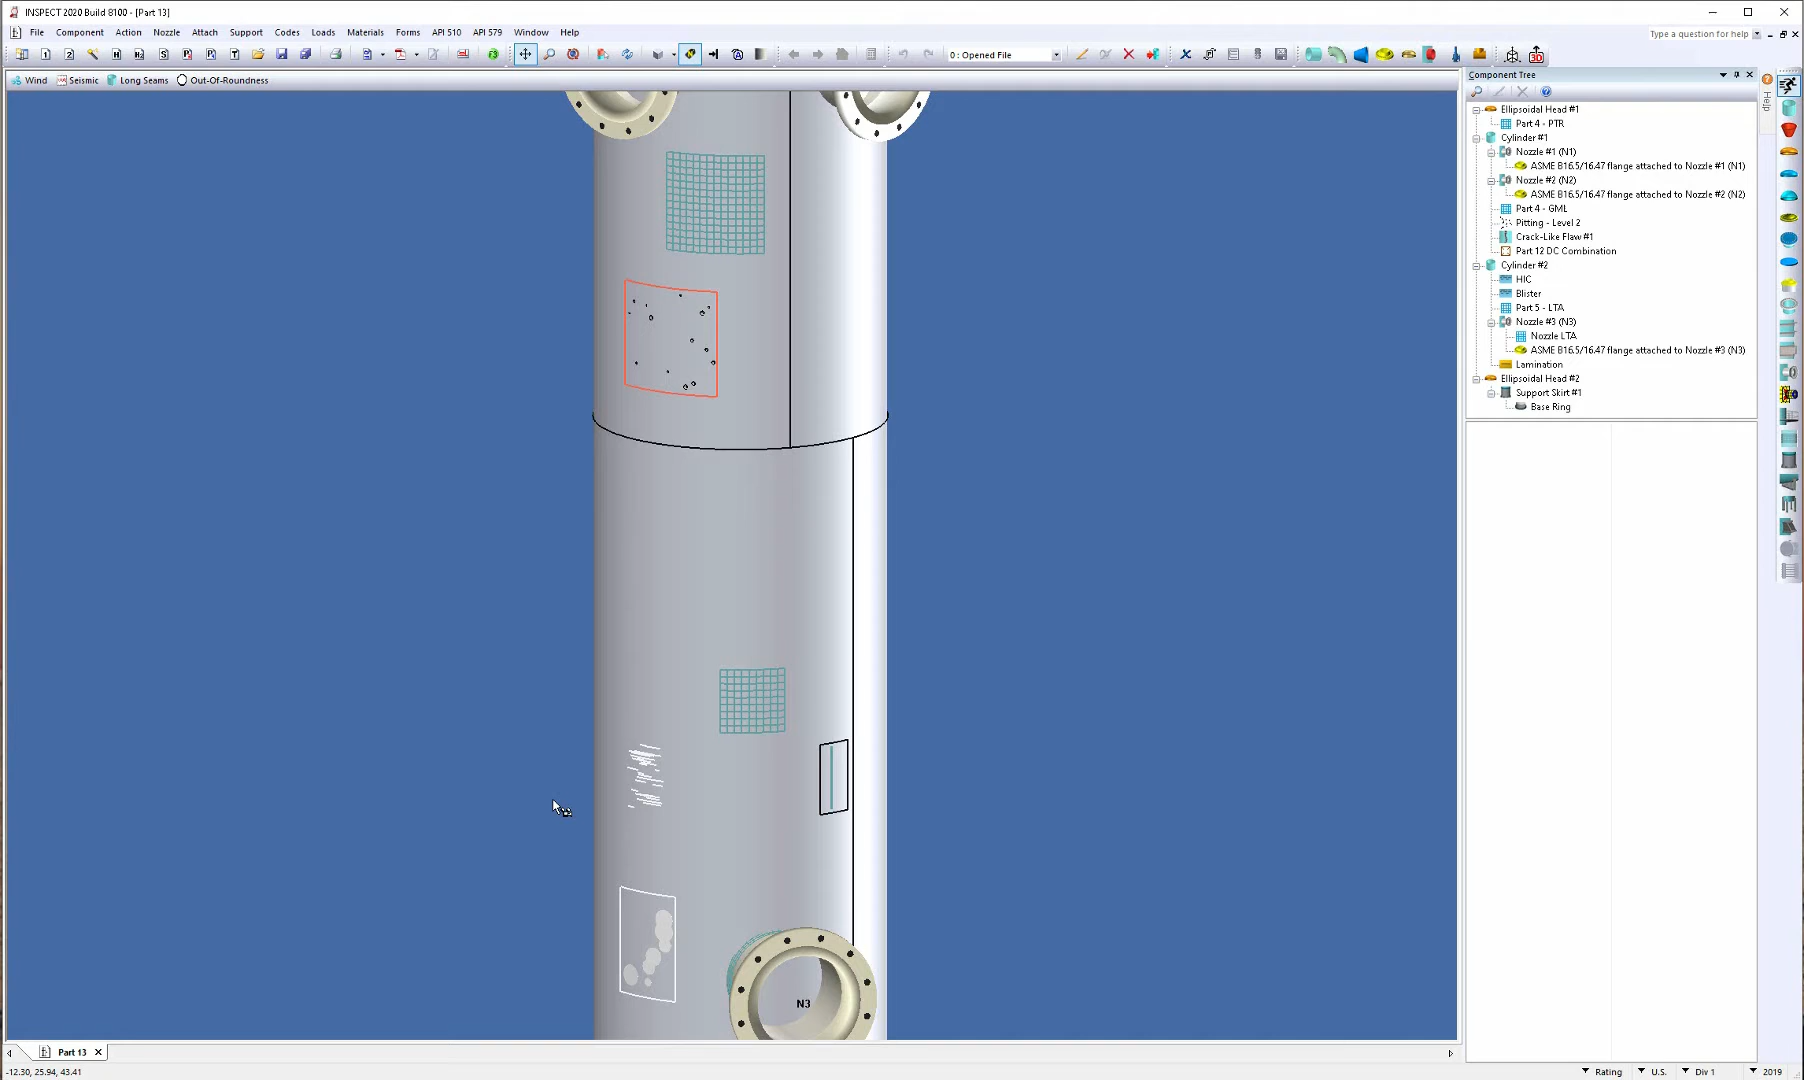 INSPECT 2020 Build 8100 - [Part 13]
File Component Action Nozzle Attach Support Codes Loads Materials Forms API 510 API 579 Window Help
Type a question for help
0 : Opened File
Wind Seismic Long Seams Out-Of-Roundness
Component Tree
Help
Ellipsoidal Head #1
Part 4 - PTR
Cylinder #1
Nozzle #1 (N1)
ASME B16.5/16.47 flange attached to Nozzle #1 (N1)
Nozzle #2 (N2)
ASME B16.5/16.47 flange attached to Nozzle #2 (N2)
Part 4 - GML
Pitting - Level 2
Crack-Like Flaw #1
Part 12 DC Combination
Cylinder #2
HIC
Blister
Part 5 - LTA
Nozzle #3 (N3)
Nozzle LTA
ASME B16.5/16.47 flange attached to Nozzle #3 (N3)
Lamination
Ellipsoidal Head #2
Support Skirt #1
Base Ring
N3
Part 13
-12.30, 25.94, 43.41
Rating U.S. Div 1 2019